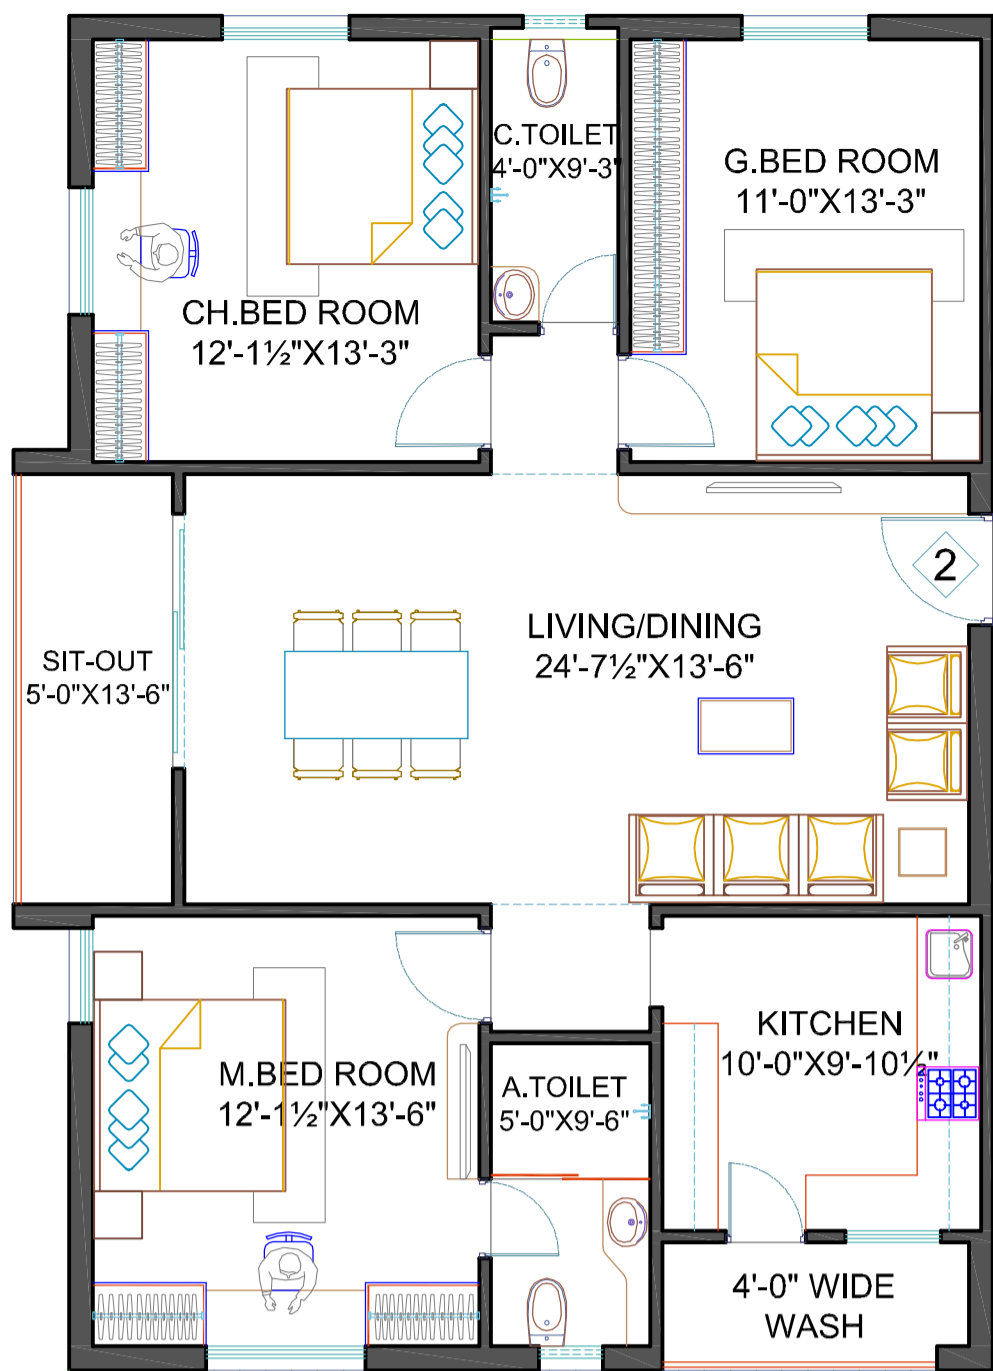 C.TOILET
4'-0"X9'-3"
G.BED ROOM
11'-0"X13'-3"
CH.BED ROOM
12'-1½"X13'-3"
2
LIVING/DINING
24'-7½"X13'-6"
SIT-OUT
5'-0"X13'-6"
KITCHEN
10'-0"X9'-10½"
M.BED ROOM
12'-1½"X13'-6"
A.TOILET
5'-0"X9'-6"
4'-0" WIDE
WASH